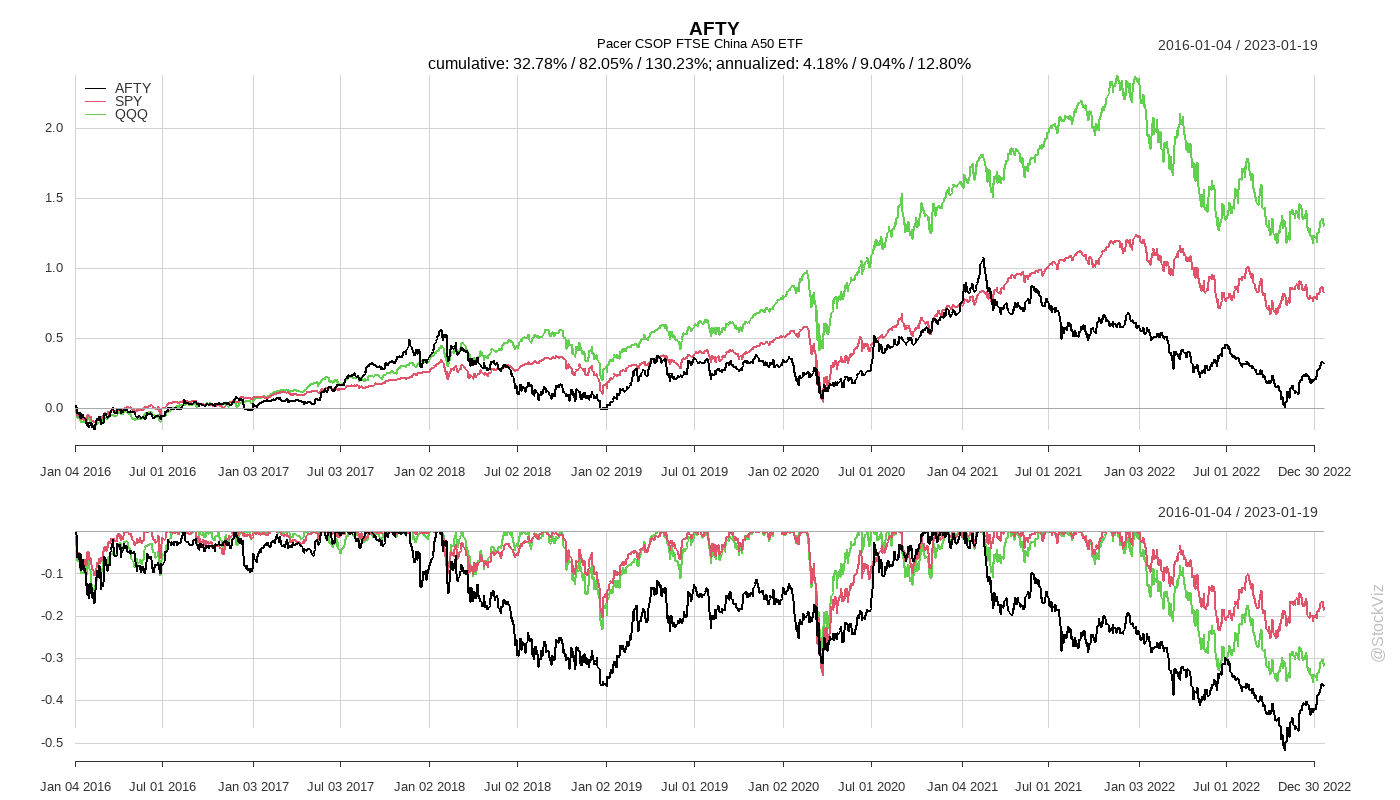 AFTY
Pacer CSOP FTSE China A50 ETF
2016-01-04 / 2023-01-19
cumulative: 32.78% / 82.05% / 130.23%; annualized: 4.18% / 9.04% / 12.80%
AFTY
SPY
QQQ
2.0
1.5
1.0
0.5
0.0
Jan 04 2016 Jul 01 2016 Jan 03 2017 Jul 03 2017 Jan 02 2018 Jul 02 2018 Jan 02 2019 Jul 01 2019 Jan 02 2020 Jul 01 2020 Jan 04 2021 Jul 01 2021 Jan 03 2022 Jul 01 2022 Dec 30 2022
2016-01-04 / 2023-01-19
-0.1
-0.2
-0.3
-0.4
-0.5
Jan 04 2016 Jul 01 2016 Jan 03 2017 Jul 03 2017 Jan 02 2018 Jul 02 2018 Jan 02 2019 Jul 01 2019 Jan 02 2020 Jul 01 2020 Jan 04 2021 Jul 01 2021 Jan 03 2022 Jul 01 2022 Dec 30 2022
@StockViz